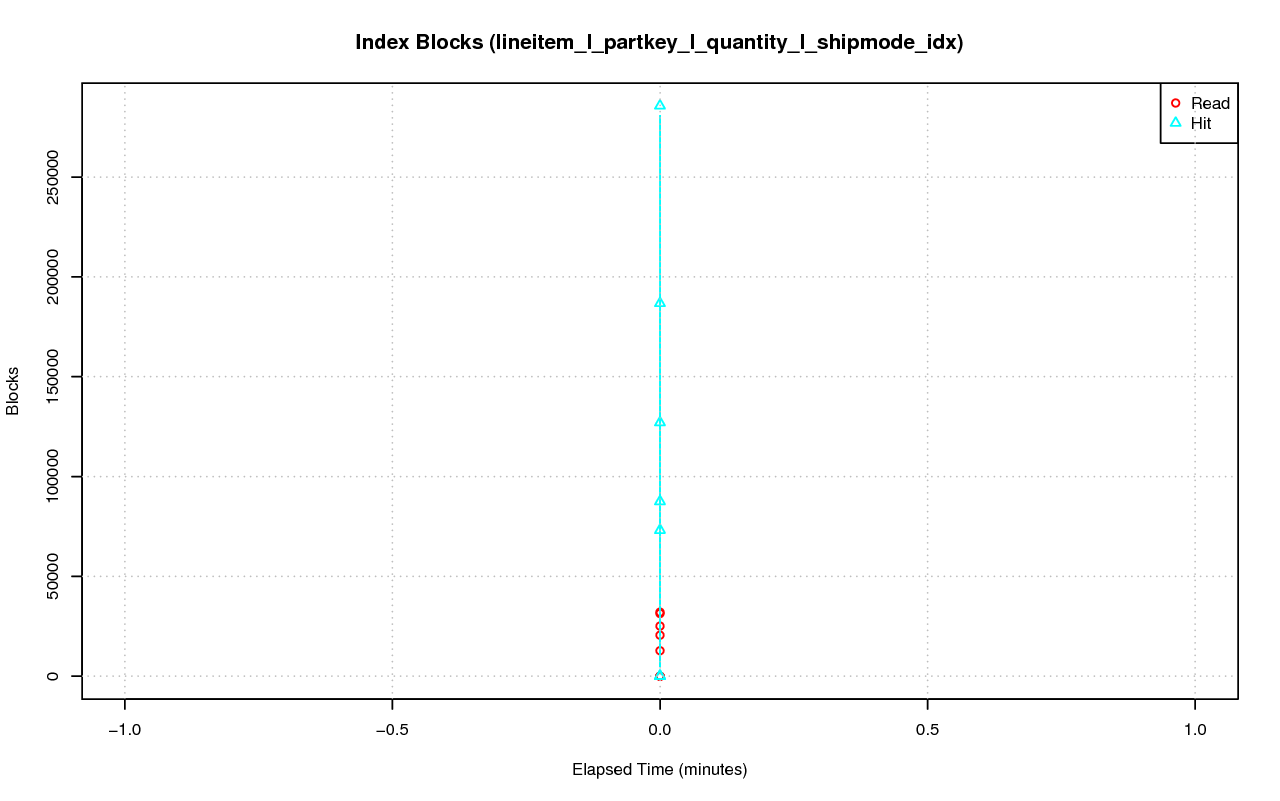 Index Blocks (lineitem_l_partkey_l_quantity_l_shipmode_idx)
Read
Hit
250000
200000
150000
100000
50000
0
Blocks
−1.0
−0.5
0.0
0.5
1.0
Elapsed Time (minutes)